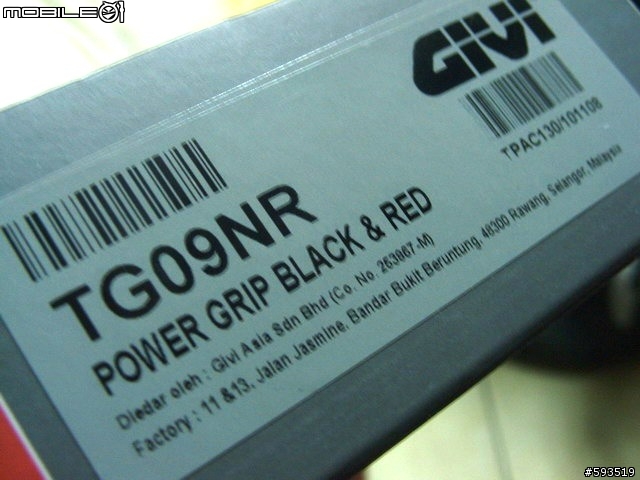 MOBILE01
GIVI
TPAC130/101108
TG09NR
POWER GRIP BLACK & RED
Diedar oleh : Givi Asia Sdn Bhd (Co. No. 263867-M)
Factory : 11 &13, Jalan Jasmine, Bandar Bukit Beruntung, 48300 Rawang, Selangor, Malaysia
#593519